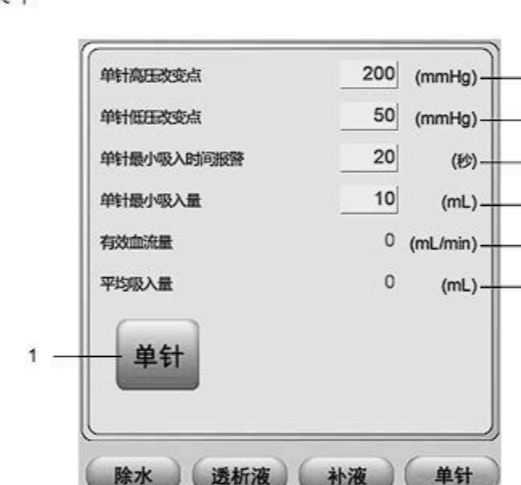 单针高压改变点 200 (mmHg)
单针低压改变点 50 (mmHg)
单针最小吸入时间报警 20 (秒)
单针最小吸入量 10 (mL)
有效血流量 0 (mL/min)
平均吸入量 0 (mL)
1 单针
除水 透析液 补液 单针